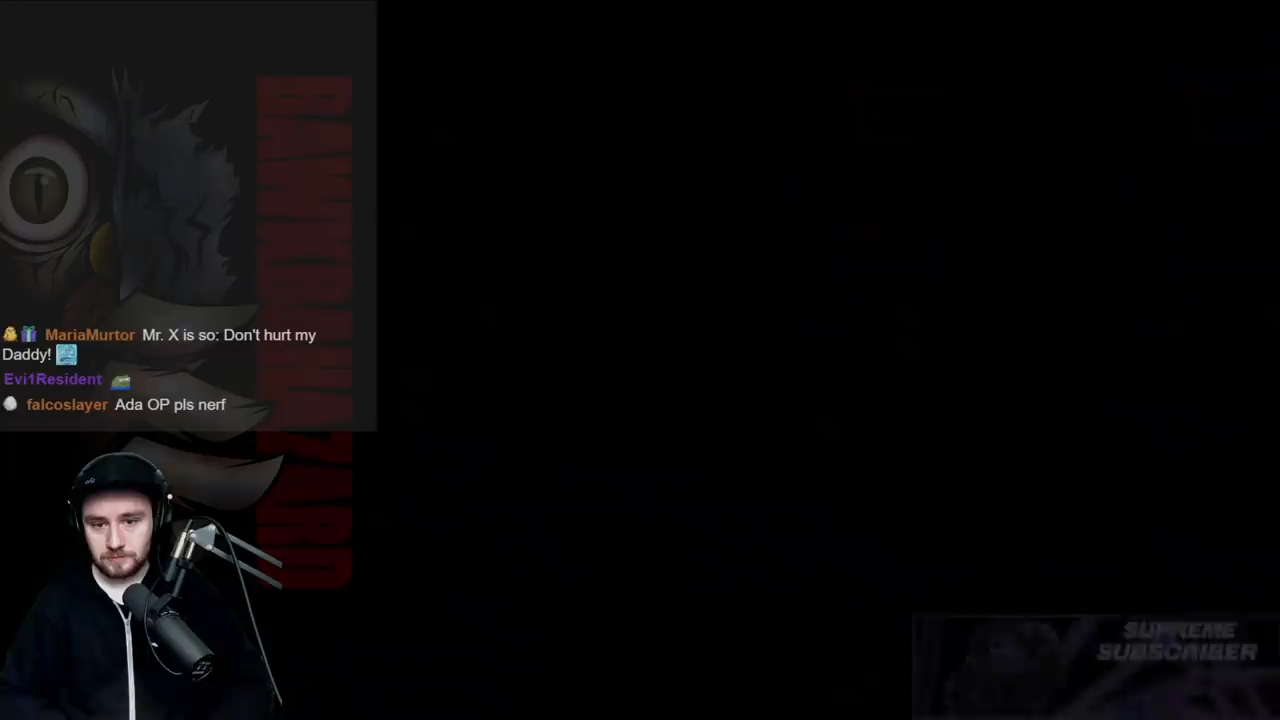 MariaMurtor Mr. X is so: Don't hurt my
Daddy!
Evi1Resident
falcoslayer Ada OP pls nerf
SUPREME
SUBSCRIBER